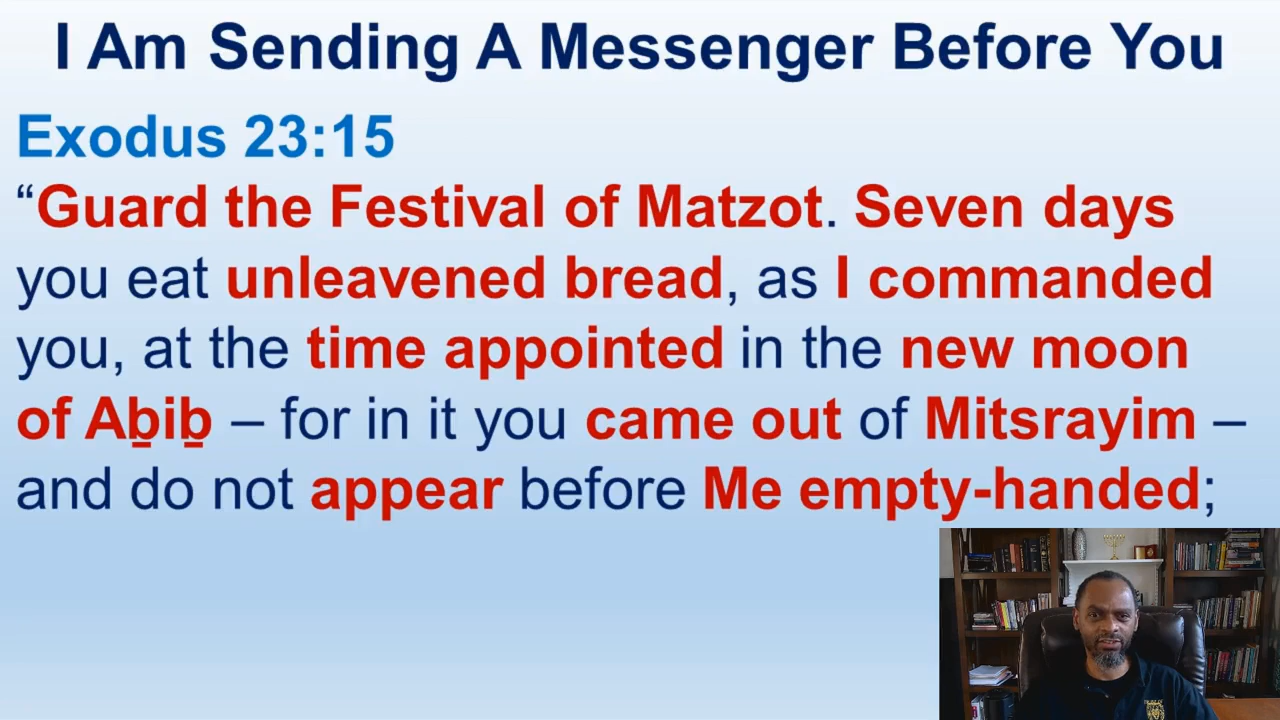 I Am Sending A Messenger Before You
Exodus 23:15
“Guard the Festival of Matzot. Seven days
you eat unleavened bread, as I commanded
you, at the time appointed in the new moon
of Aḇiḇ – for in it you came out of Mitsrayim –
and do not appear before Me empty-handed;